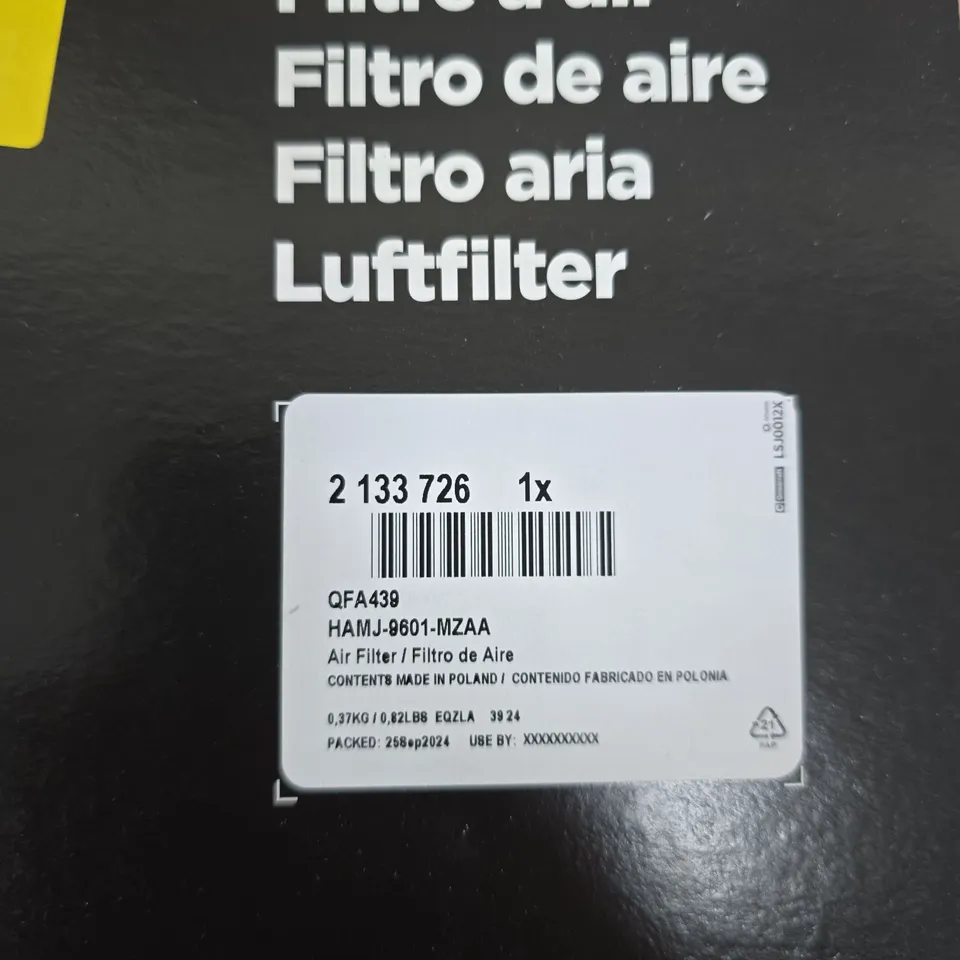 Filtro de aire
Filtro aria
Luftfilter
LSJ0012X
2 133 726 1x
QFA439
HAMJ-9601-MZAA
Air Filter / Filtro de Aire
CONTENTS MADE IN POLAND / CONTENIDO FABRICADO EN POLONIA
0,37KG / 0,82LBS EQZLA 39 24
PACKED: 25Sep2024 USE BY: XXXXXXXXXX
21
PAP